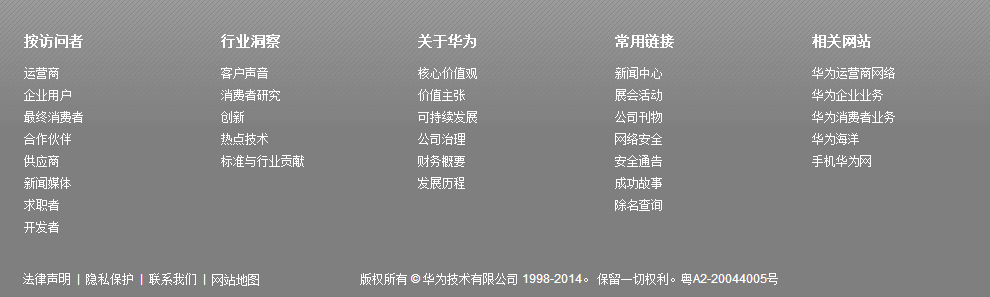 按访问者
运营商
企业用户
最终消费者
合作伙伴
供应商
新闻媒体
求职者
开发者
行业洞察
客户声音
消费者研究
创新
热点技术
标准与行业贡献
关于华为
核心价值观
价值主张
可持续发展
公司治理
财务概要
发展历程
常用链接
新闻中心
展会活动
公司刊物
网络安全
安全通告
成功故事
除名查询
相关网站
华为运营商网络
华为企业业务
华为消费者业务
华为海洋
手机华为网
法律声明 | 隐私保护 | 联系我们 | 网站地图
版权所有 © 华为技术有限公司 1998-2014。 保留一切权利。粤A2-20044005号